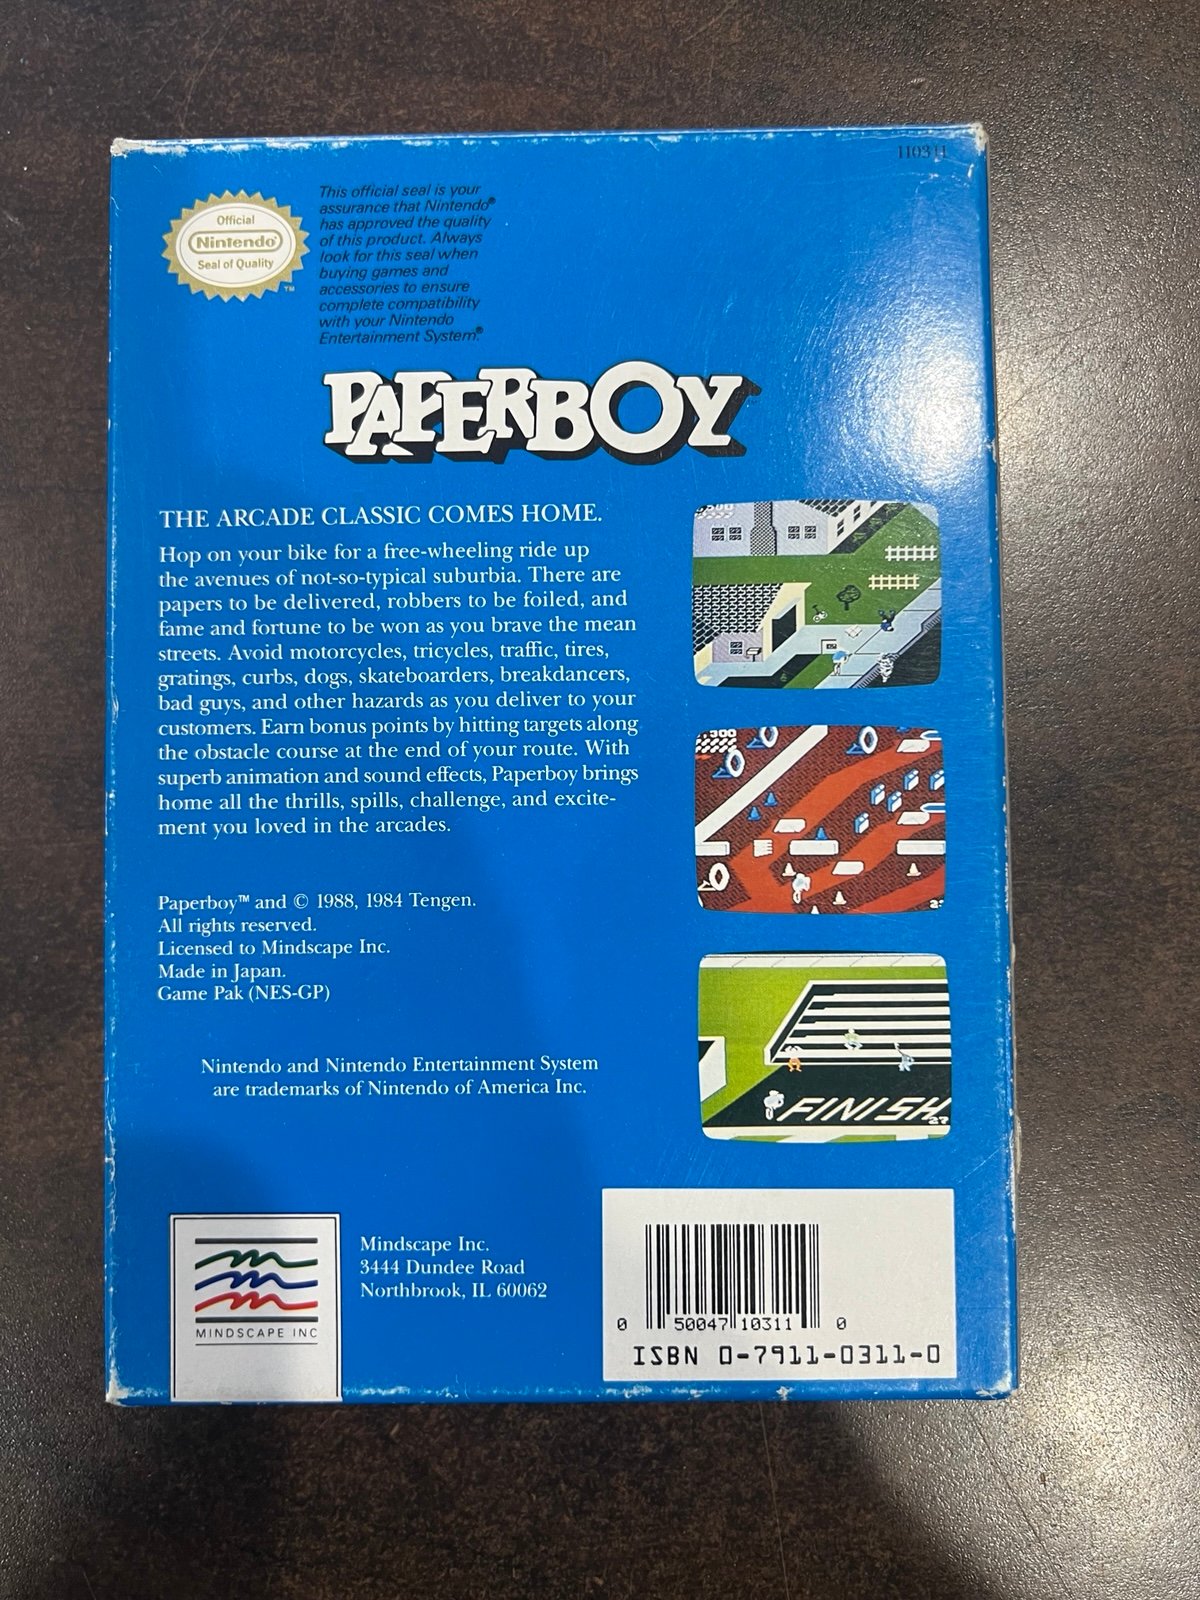 110311
Official
Nintendo®
Seal of Quality
TM
This official seal is your
assurance that Nintendo®
has approved the quality
of this product. Always
look for this seal when
buying games and
accessories to ensure
complete compatibility
with your Nintendo
Entertainment System.®
PAPERBOY
THE ARCADE CLASSIC COMES HOME.
Hop on your bike for a free-wheeling ride up
the avenues of not-so-typical suburbia. There are
papers to be delivered, robbers to be foiled, and
fame and fortune to be won as you brave the mean
streets. Avoid motorcycles, tricycles, traffic, tires,
gratings, curbs, dogs, skateboarders, breakdancers,
bad guys, and other hazards as you deliver to your
customers. Earn bonus points by hitting targets along
the obstacle course at the end of your route. With
superb animation and sound effects, Paperboy brings
home all the thrills, spills, challenge, and excite-
ment you loved in the arcades.
Paperboy™ and © 1988, 1984 Tengen.
All rights reserved.
Licensed to Mindscape Inc.
Made in Japan.
Game Pak (NES-GP)
Nintendo and Nintendo Entertainment System
are trademarks of Nintendo of America Inc.
FINISH
27
MINDSCAPE INC
Mindscape Inc.
3444 Dundee Road
Northbrook, IL 60062
0 50047 10311 0
ISBN 0-7911-0311-0